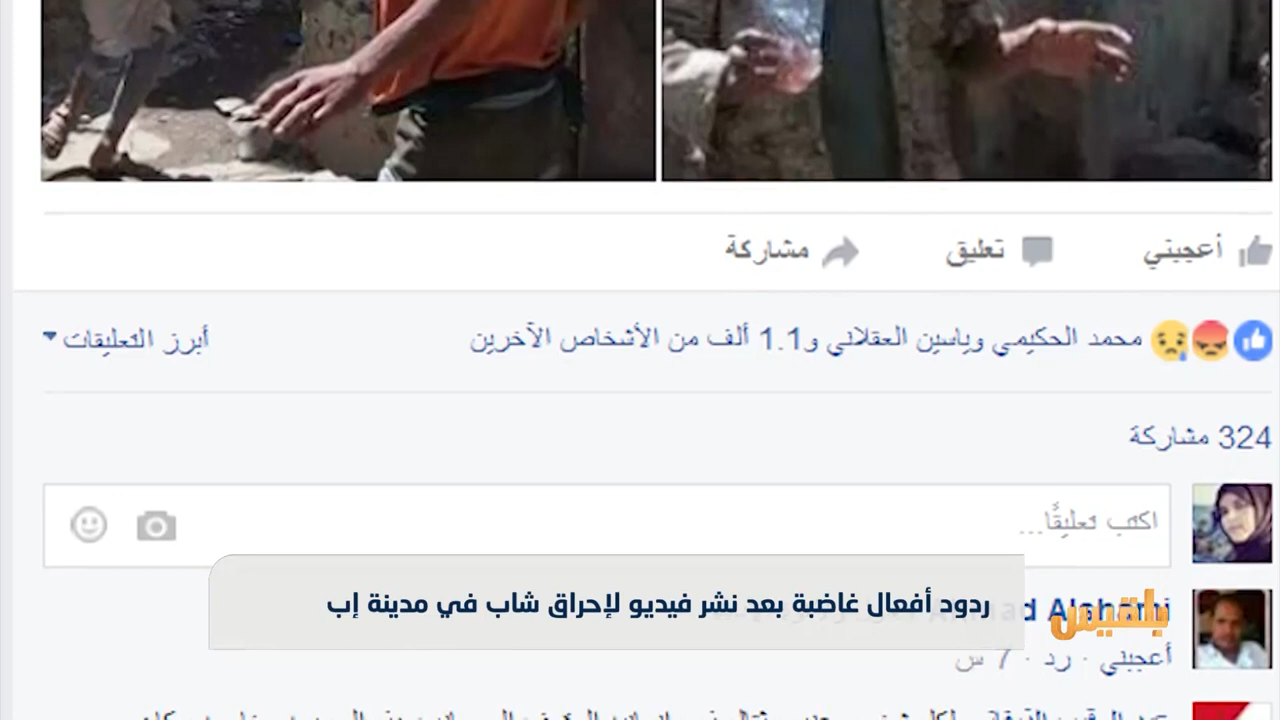 أعجبني تعليق مشاركة
محمد الحكيمي وياسين العقلاني و1.1 ألف من الأشخاص الآخرين أبرز التعليقات
324 مشاركة
اكتب تعليقًا...
ردود أفعال غاضبة بعد نشر فيديو لإحراق شاب في مدينة إب
بلقيس
Alshami
أعجبني · رد · 7 س